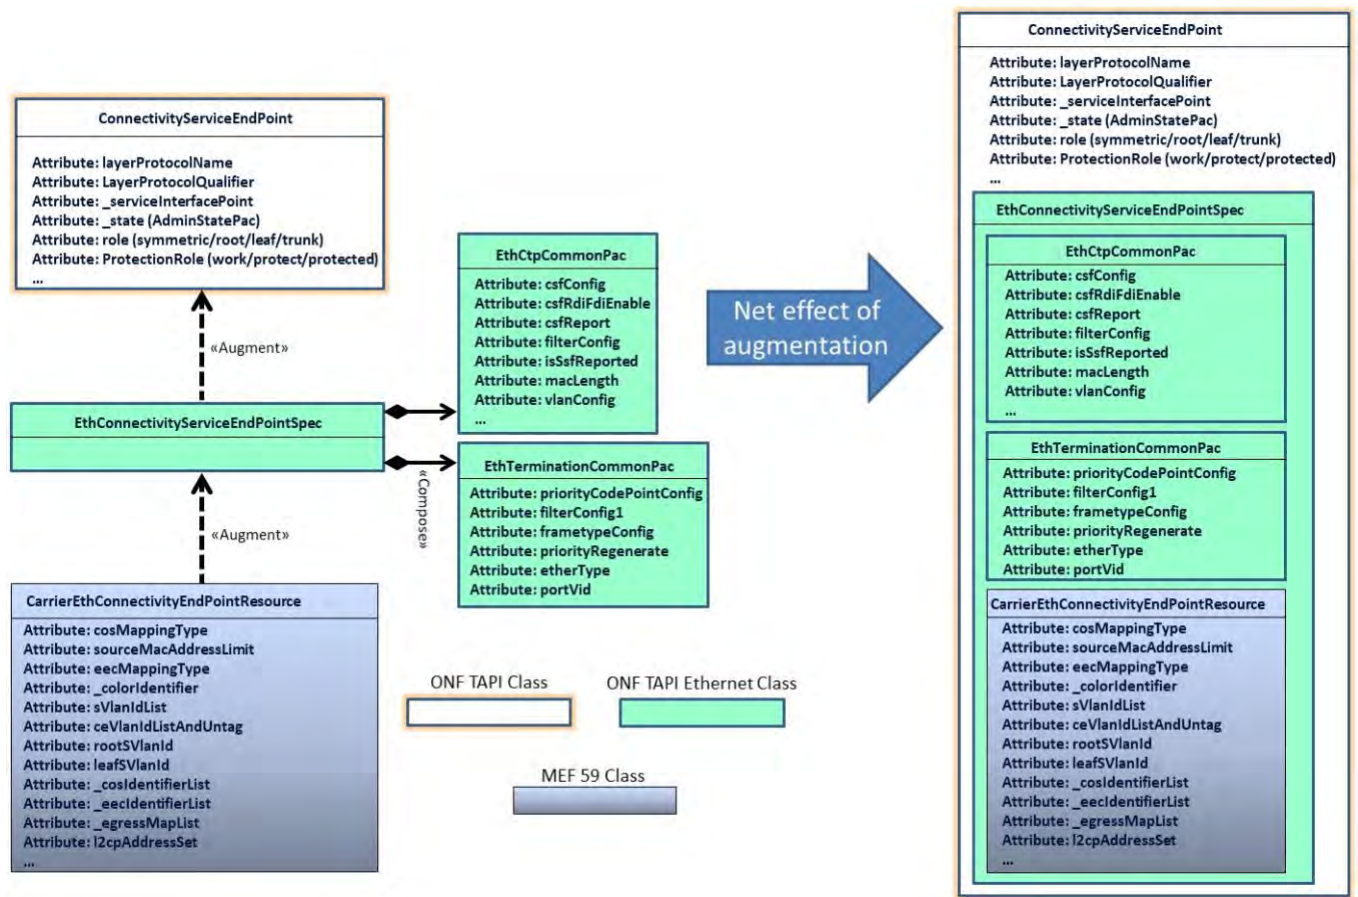 ConnectivityServiceEndPoint
Attribute: layerProtocolName
Attribute: LayerProtocolQualifier
Attribute: _serviceInterfacePoint
Attribute: _state (AdminStatePac)
Attribute: role (symmetric/root/leaf/trunk)
Attribute: ProtectionRole (work/protect/protected)
...
«Augment»
EthConnectivityServiceEndPointSpec
«Augment»
CarrierEthConnectivityEndPointResource
Attribute: cosMappingType
Attribute: sourceMacAddressLimit
Attribute: eecMappingType
Attribute: _colorIdentifier
Attribute: sVlanIdList
Attribute: ceVlanIdListAndUntag
Attribute: rootSVlanId
Attribute: leafSVlanId
Attribute: _cosIdentifierList
Attribute: _eecIdentifierList
Attribute: _egressMapList
Attribute: l2cpAddressSet
...
EthCtpCommonPac
Attribute: csfConfig
Attribute: csfRdiFdiEnable
Attribute: csfReport
Attribute: filterConfig
Attribute: isSsfReported
Attribute: macLength
Attribute: vlanConfig
...
«Compose»
EthTerminationCommonPac
Attribute: priorityCodePointConfig
Attribute: filterConfig1
Attribute: frametypeConfig
Attribute: priorityRegenerate
Attribute: etherType
Attribute: portVid
ONF TAPI Class
ONF TAPI Ethernet Class
MEF 59 Class
Net effect of
augmentation
ConnectivityServiceEndPoint
Attribute: layerProtocolName
Attribute: LayerProtocolQualifier
Attribute: _serviceInterfacePoint
Attribute: _state (AdminStatePac)
Attribute: role (symmetric/root/leaf/trunk)
Attribute: ProtectionRole (work/protect/protected)
...
EthConnectivityServiceEndPointSpec
EthCtpCommonPac
Attribute: csfConfig
Attribute: csfRdiFdiEnable
Attribute: csfReport
Attribute: filterConfig
Attribute: isSsfReported
Attribute: macLength
Attribute: vlanConfig
...
EthTerminationCommonPac
Attribute: priorityCodePointConfig
Attribute: filterConfig1
Attribute: frametypeConfig
Attribute: priorityRegenerate
Attribute: etherType
Attribute: portVid
CarrierEthConnectivityEndPointResource
Attribute: cosMappingType
Attribute: sourceMacAddressLimit
Attribute: eecMappingType
Attribute: _colorIdentifier
Attribute: sVlanIdList
Attribute: ceVlanIdListAndUntag
Attribute: rootSVlanId
Attribute: leafSVlanId
Attribute: _cosIdentifierList
Attribute: _eecIdentifierList
Attribute: _egressMapList
Attribute: l2cpAddressSet
...